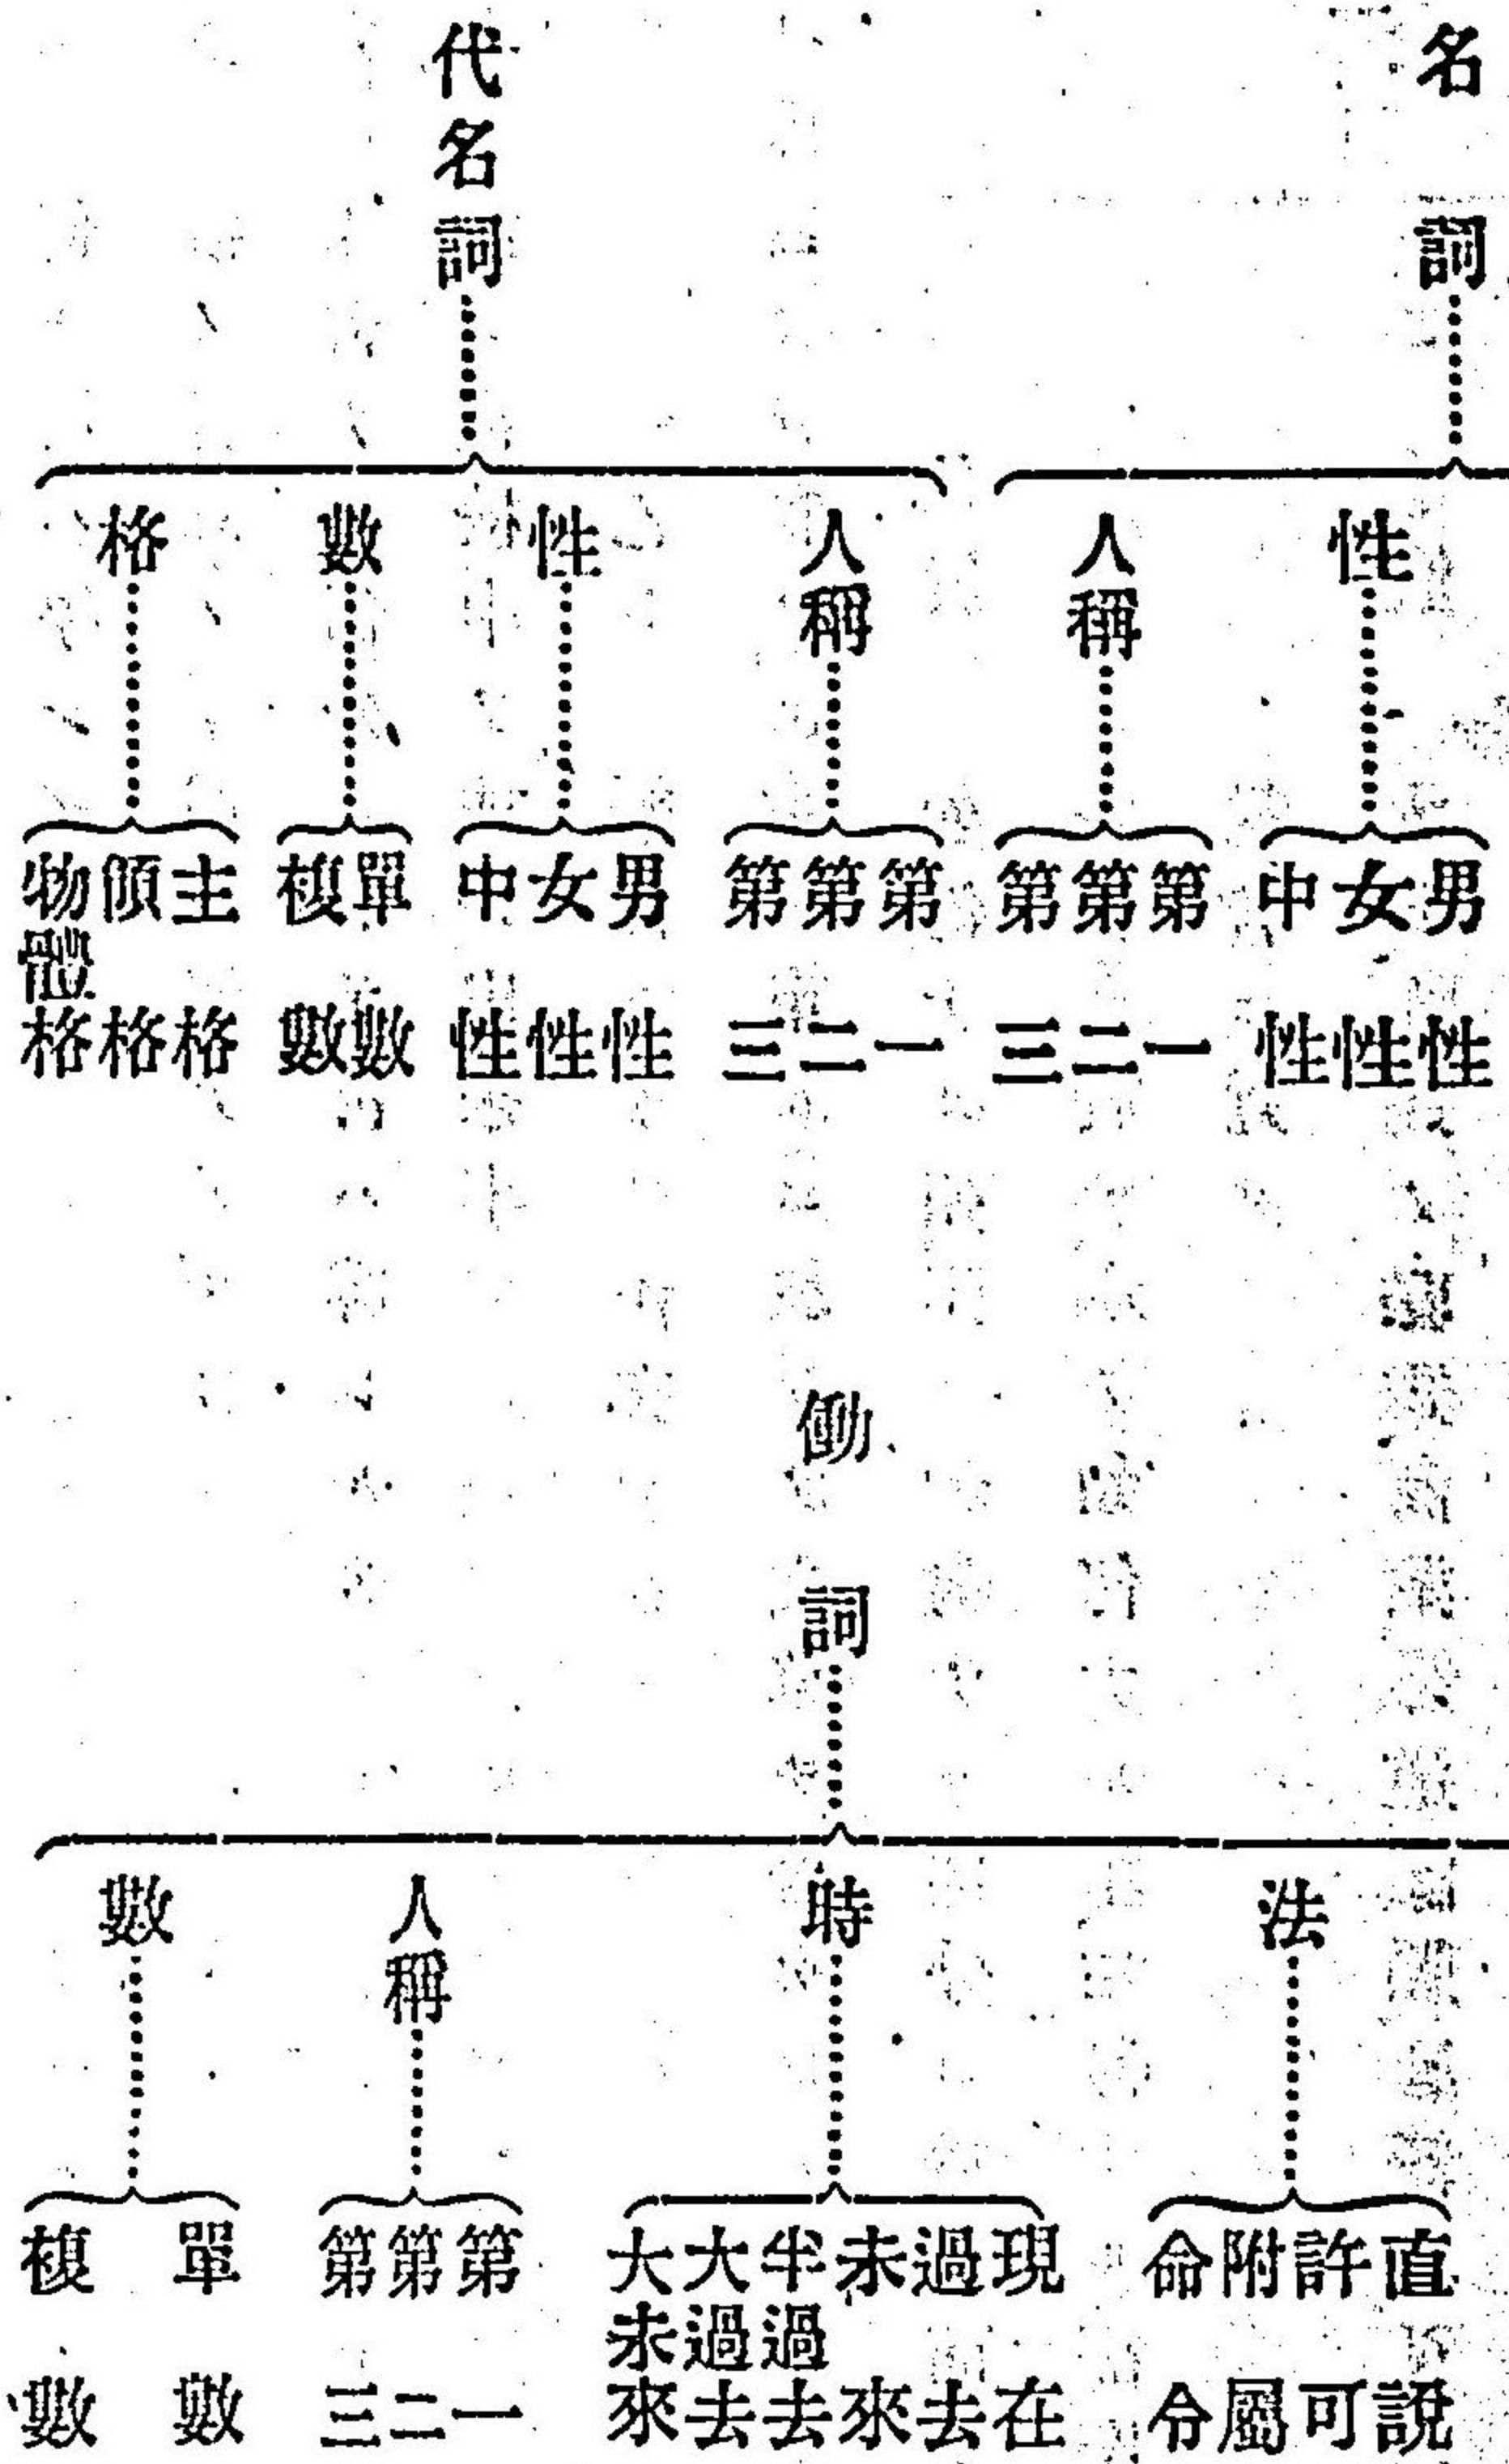 名詞
性
男性
女性
中性
人稱
第一
第二
第三
代名詞
人稱
第一
第二
第三
性
男性
女性
中性
數
單數
複數
格
主格
傾格
物體格
働詞
法
直說
許可
附屬
命令
時
現在
過去
未來
半過去
大過去
大未來
人稱
第一
第二
第三
數
單數
複數